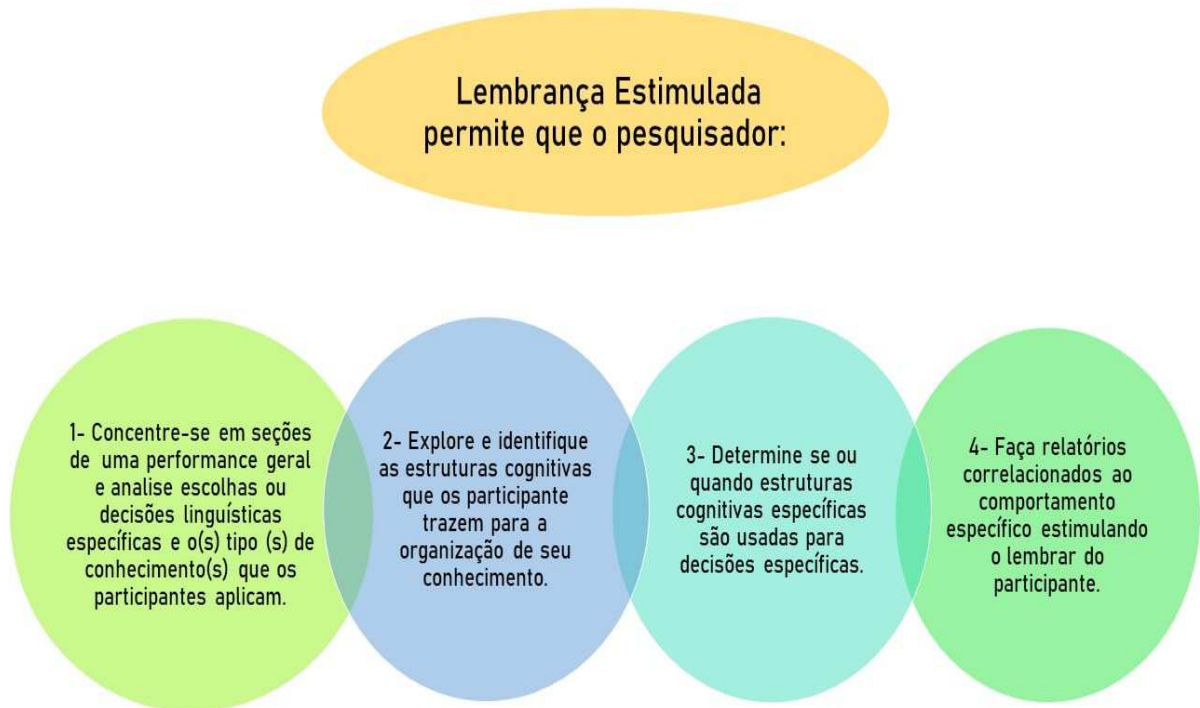 Lembrança Estimulada
permite que o pesquisador:
1- Concentre-se em seções
de uma performance geral
e analise escolhas ou
decisões linguísticas
específicas e o(s) tipo (s) de
conhecimento(s) que os
participantes aplicam.
2- Explore e identifique
as estruturas cognitivas
que os participante
trazem para a
organização de seu
conhecimento.
3- Determine se ou
quando estruturas
cognitivas específicas
são usadas para
decisões específicas.
4- Faça relatórios
correlacionados ao
comportamento
específico estimulando
o lembrar do
participante.